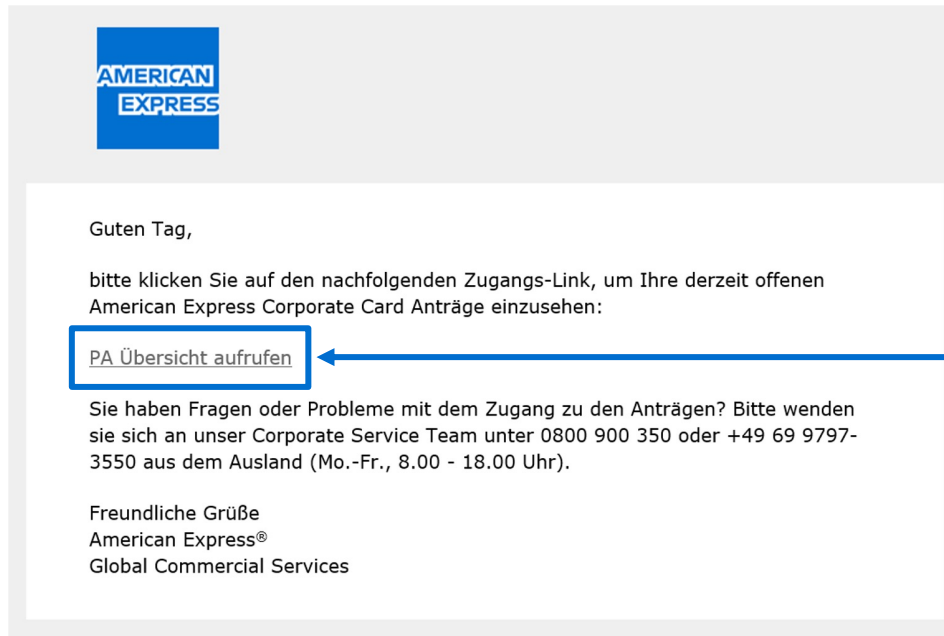 AMERICAN
EXPRESS
Guten Tag,
bitte klicken Sie auf den nachfolgenden Zugangs-Link, um Ihre derzeit offenen
American Express Corporate Card Anträge einzusehen:
PA Übersicht aufrufen
Sie haben Fragen oder Probleme mit dem Zugang zu den Anträgen? Bitte wenden
sie sich an unser Corporate Service Team unter 0800 900 350 oder +49 69 9797-
3550 aus dem Ausland (Mo.-Fr., 8.00 - 18.00 Uhr).
Freundliche Grüße
American Express®
Global Commercial Services